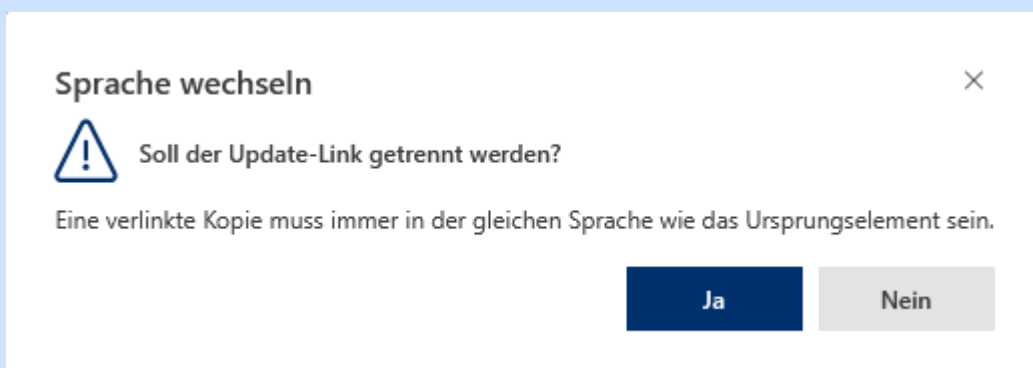 Sprache wechseln
Soll der Update-Link getrennt werden?
Eine verlinkte Kopie muss immer in der gleichen Sprache wie das Ursprungselement sein.
Ja
Nein